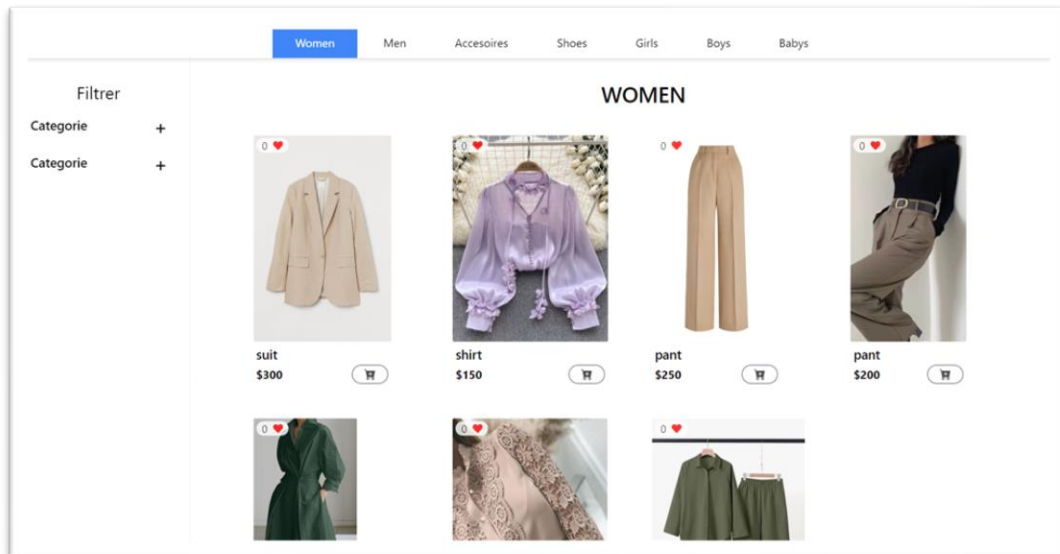 Women Men Accesoires Shoes Girls Boys Babys
Filtrer
Categorie +
Categorie +
WOMEN
0 0 0 0
suit shirt pant pant
$300 $150 $250 $200
0 0 0